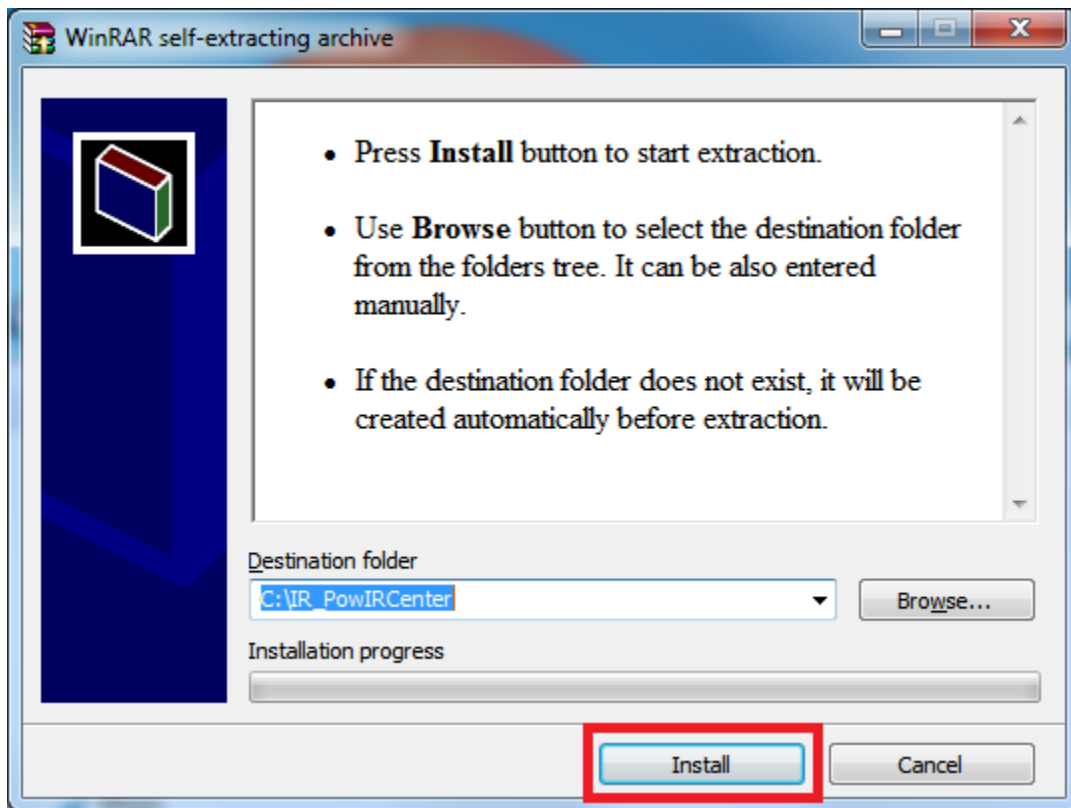 WinRAR self-extracting archive
• Press Install button to start extraction.
• Use Browse button to select the destination folder
from the folders tree. It can be also entered
manually.
• If the destination folder does not exist, it will be
created automatically before extraction.
Destination folder
C:\IR_PowIRCenter
Browse...
Installation progress
Install
Cancel